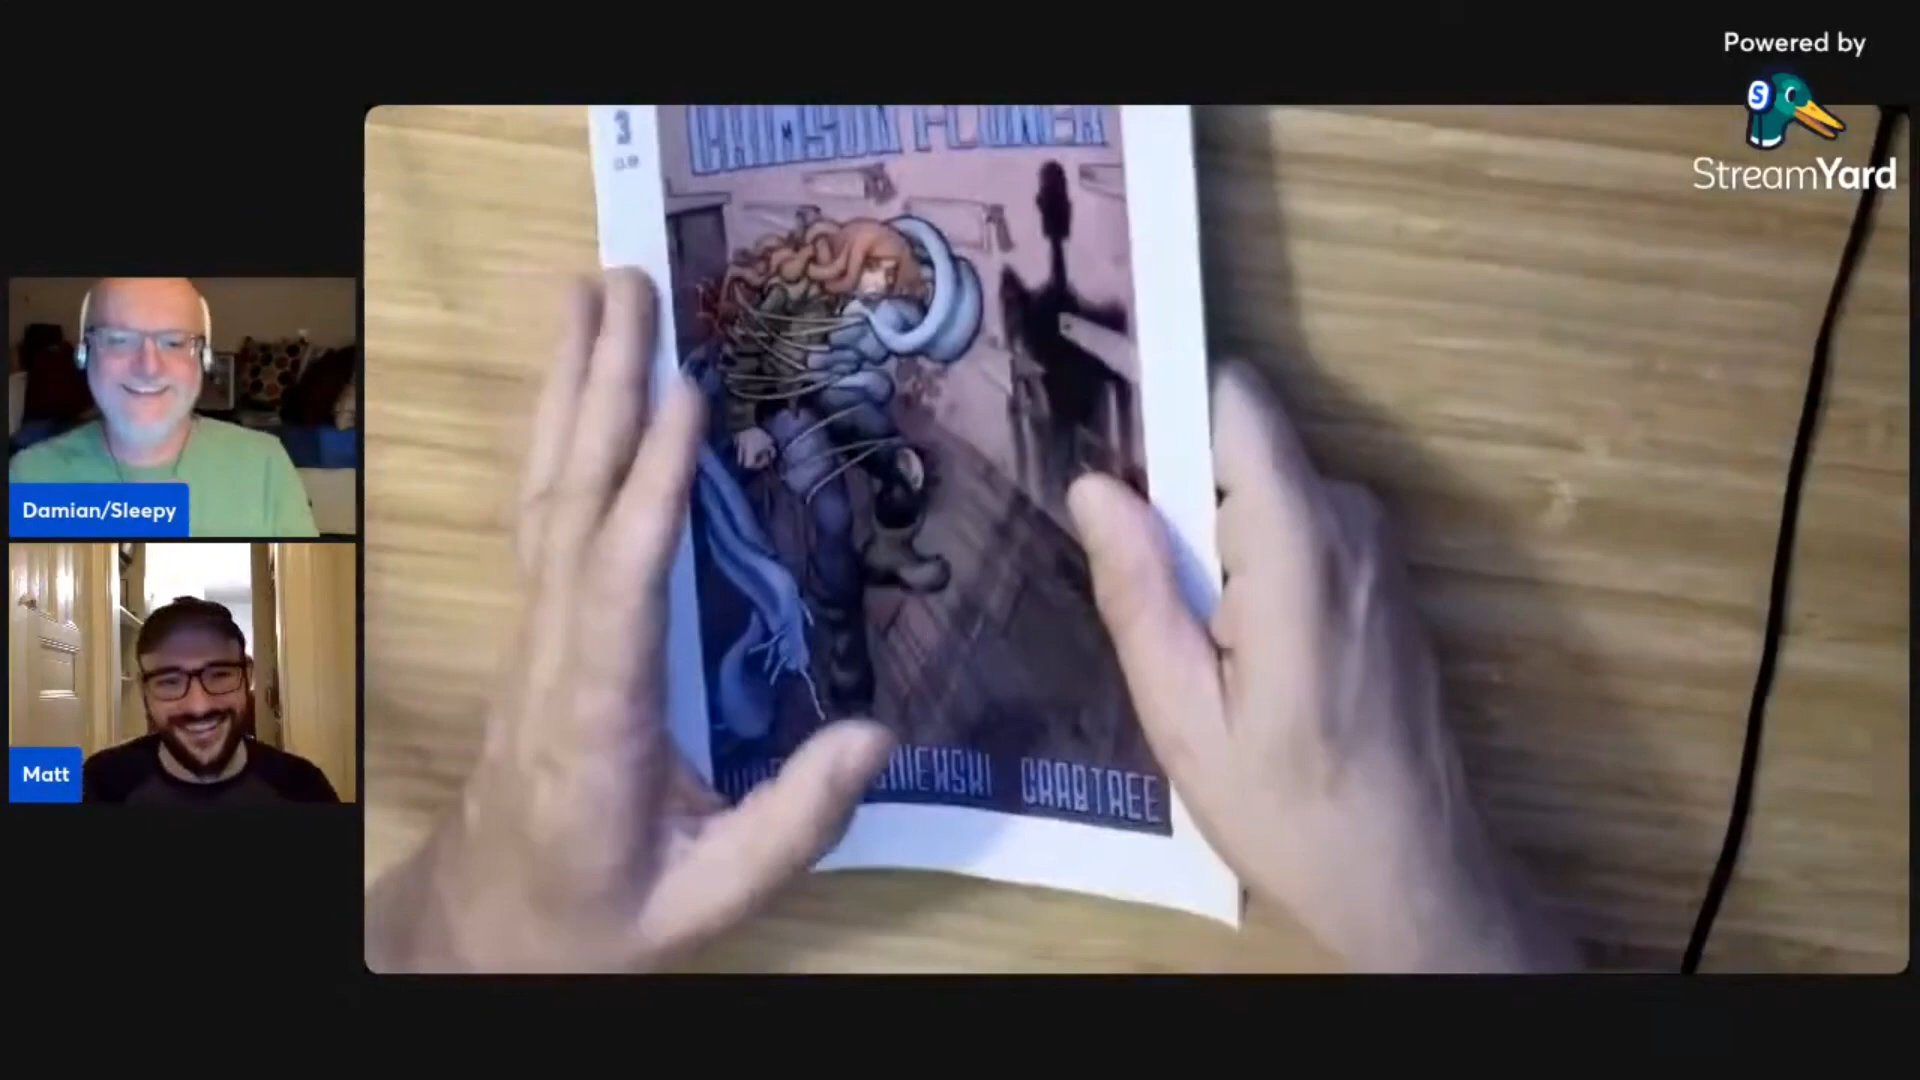 Powered by
StreamYard
S
3
CRIMSON FLOWER
Damian/Sleepy
Matt
CRABTREE